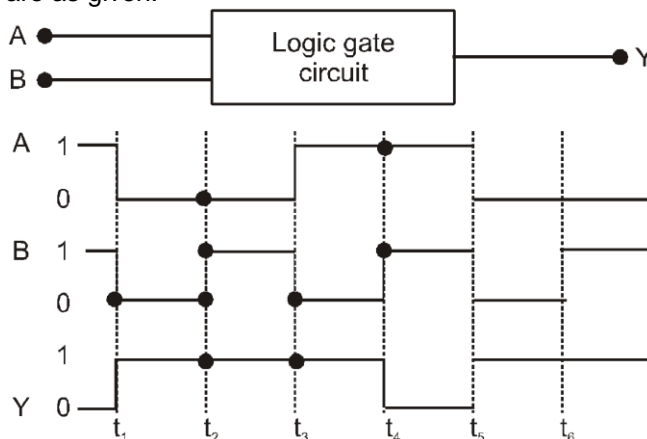 are as given.
A
B
Logic gate
circuit
Y
A 1
0
B 1
0
1
Y 0
t₁ t₂ t₃ t₄ t₅ t₆